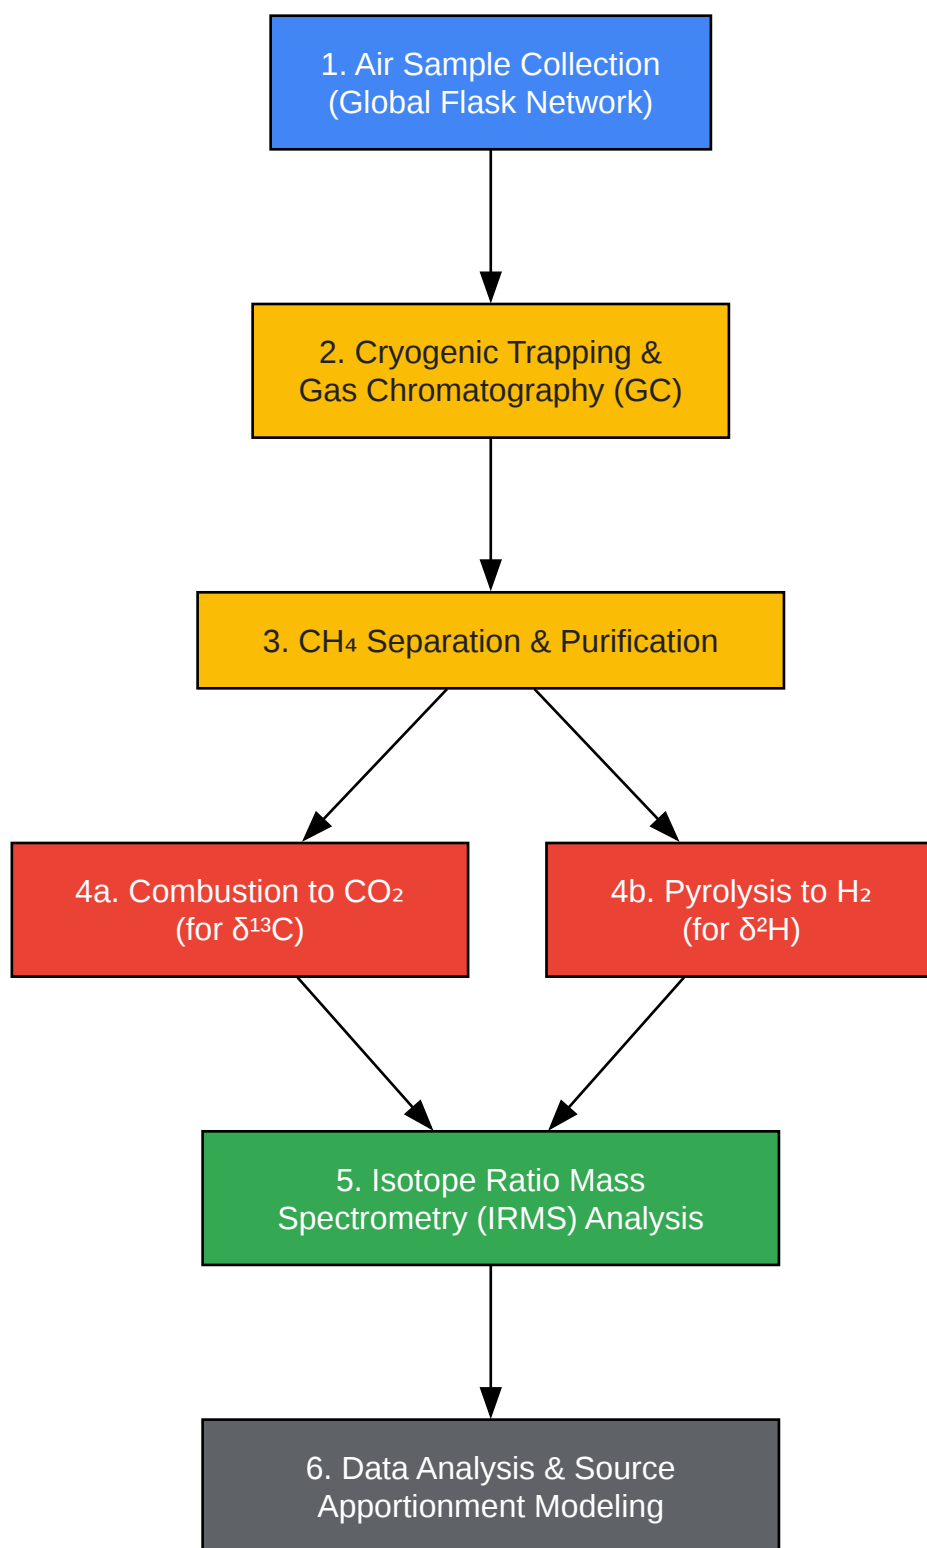 1. Air Sample Collection
(Global Flask Network)
2. Cryogenic Trapping &
Gas Chromatography (GC)
3. CH₄ Separation & Purification
4a. Combustion to CO₂
(for δ¹³C)
4b. Pyrolysis to H₂
(for δ²H)
5. Isotope Ratio Mass
Spectrometry (IRMS) Analysis
6. Data Analysis & Source
Apportionment Modeling